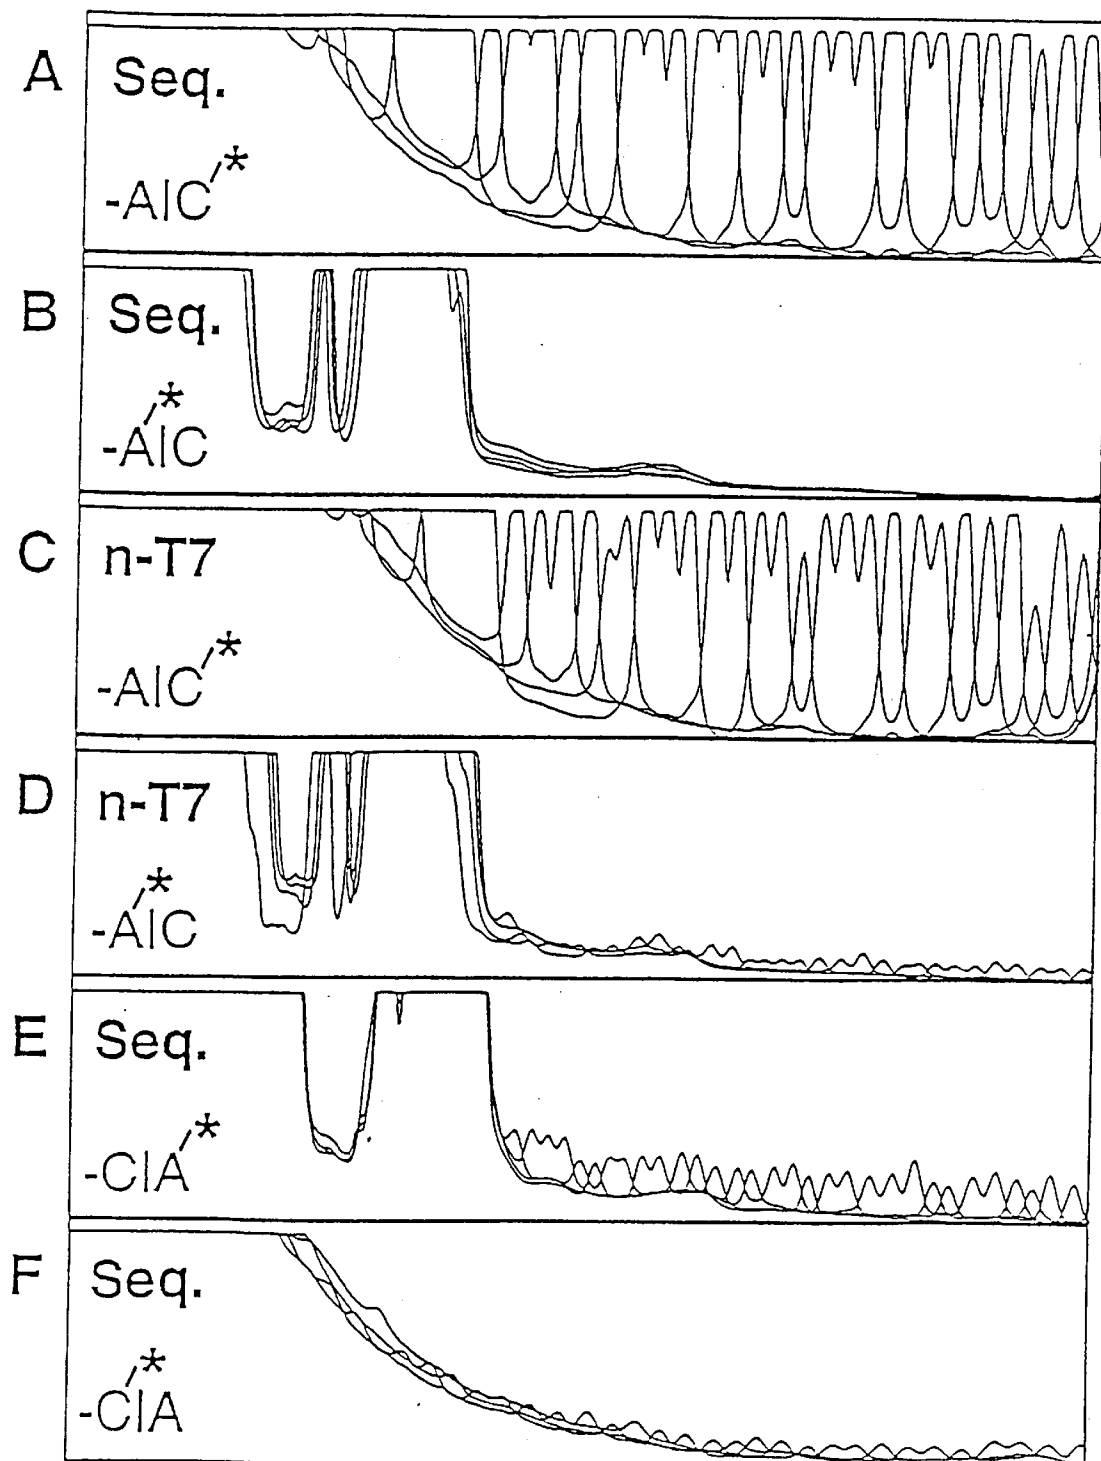 A
Seq.
-A|C*
B
Seq.
-A*|C
C
n-T7
-A|C*
D
n-T7
-A*|C
E
Seq.
-C|A*
F
Seq.
-C*|A